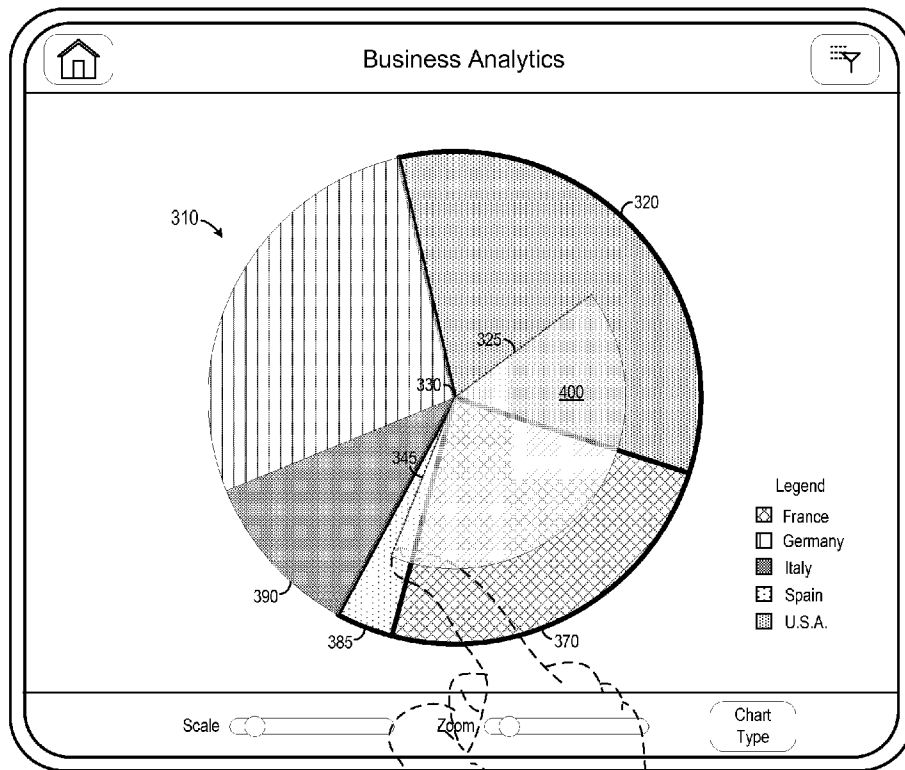 Business Analytics
320
310
325
330
400
345
Legend
France
Germany
Italy
Spain
U.S.A.
390
385
370
Scale
Zoom
Chart
Type